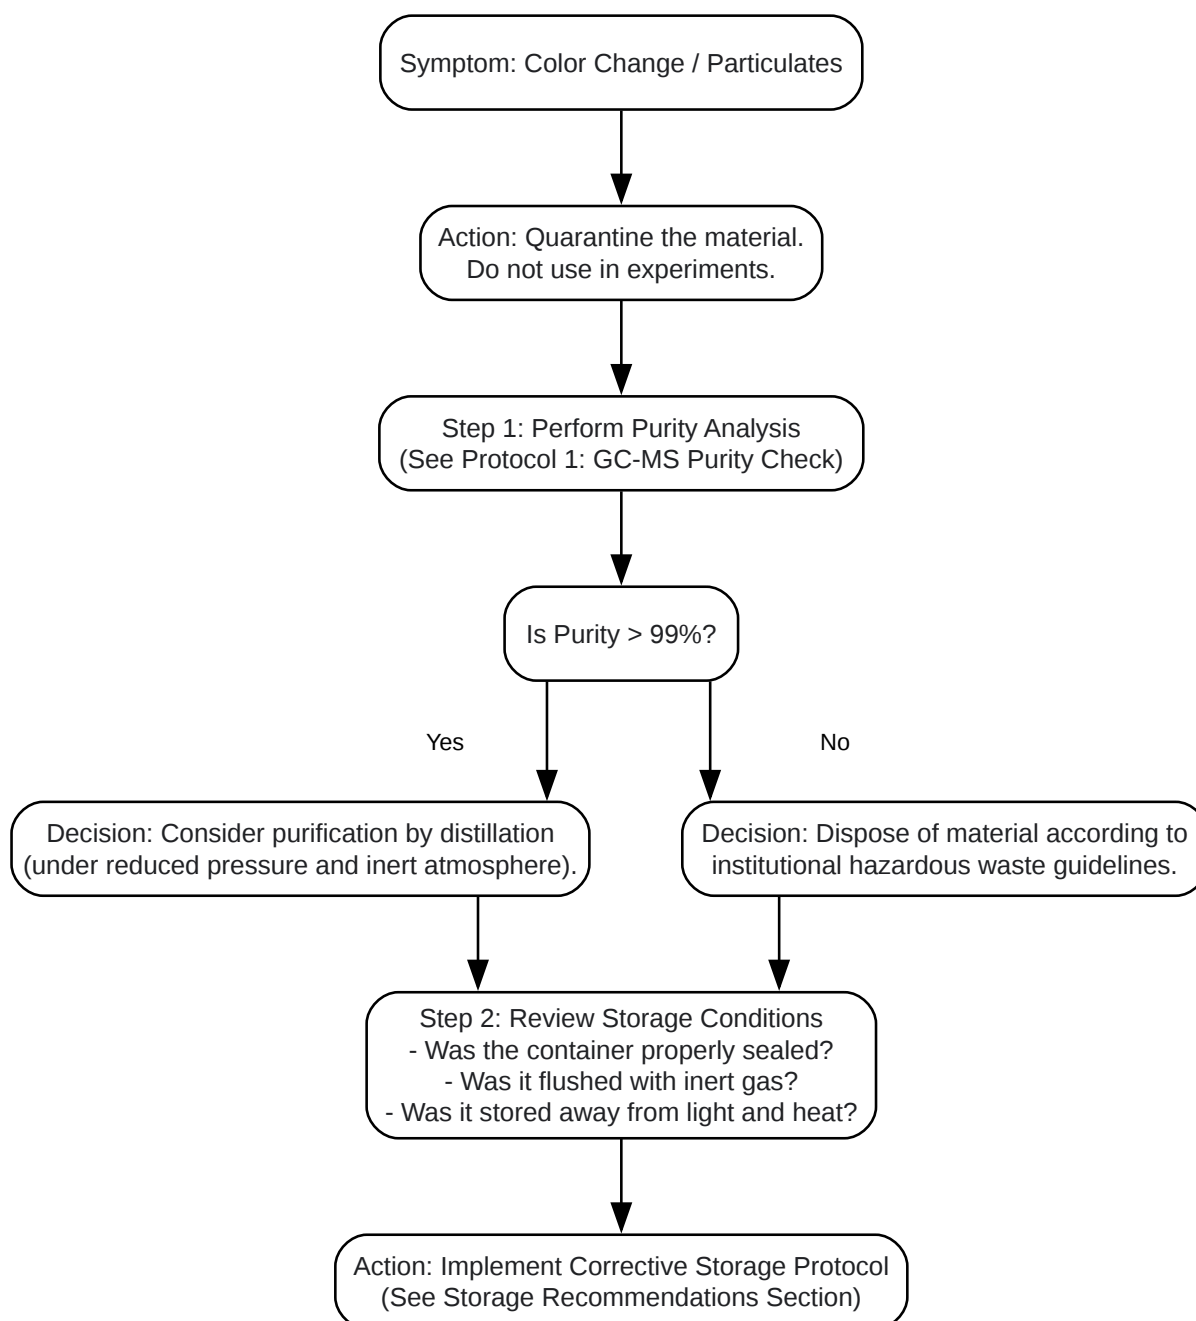 Symptom: Color Change / Particulates
Action: Quarantine the material.
Do not use in experiments.
Step 1: Perform Purity Analysis
(See Protocol 1: GC-MS Purity Check)
Is Purity > 99%?
Yes
No
Decision: Consider purification by distillation
(under reduced pressure and inert atmosphere).
Decision: Dispose of material according to
institutional hazardous waste guidelines.
Step 2: Review Storage Conditions
- Was the container properly sealed?
- Was it flushed with inert gas?
- Was it stored away from light and heat?
Action: Implement Corrective Storage Protocol
(See Storage Recommendations Section)